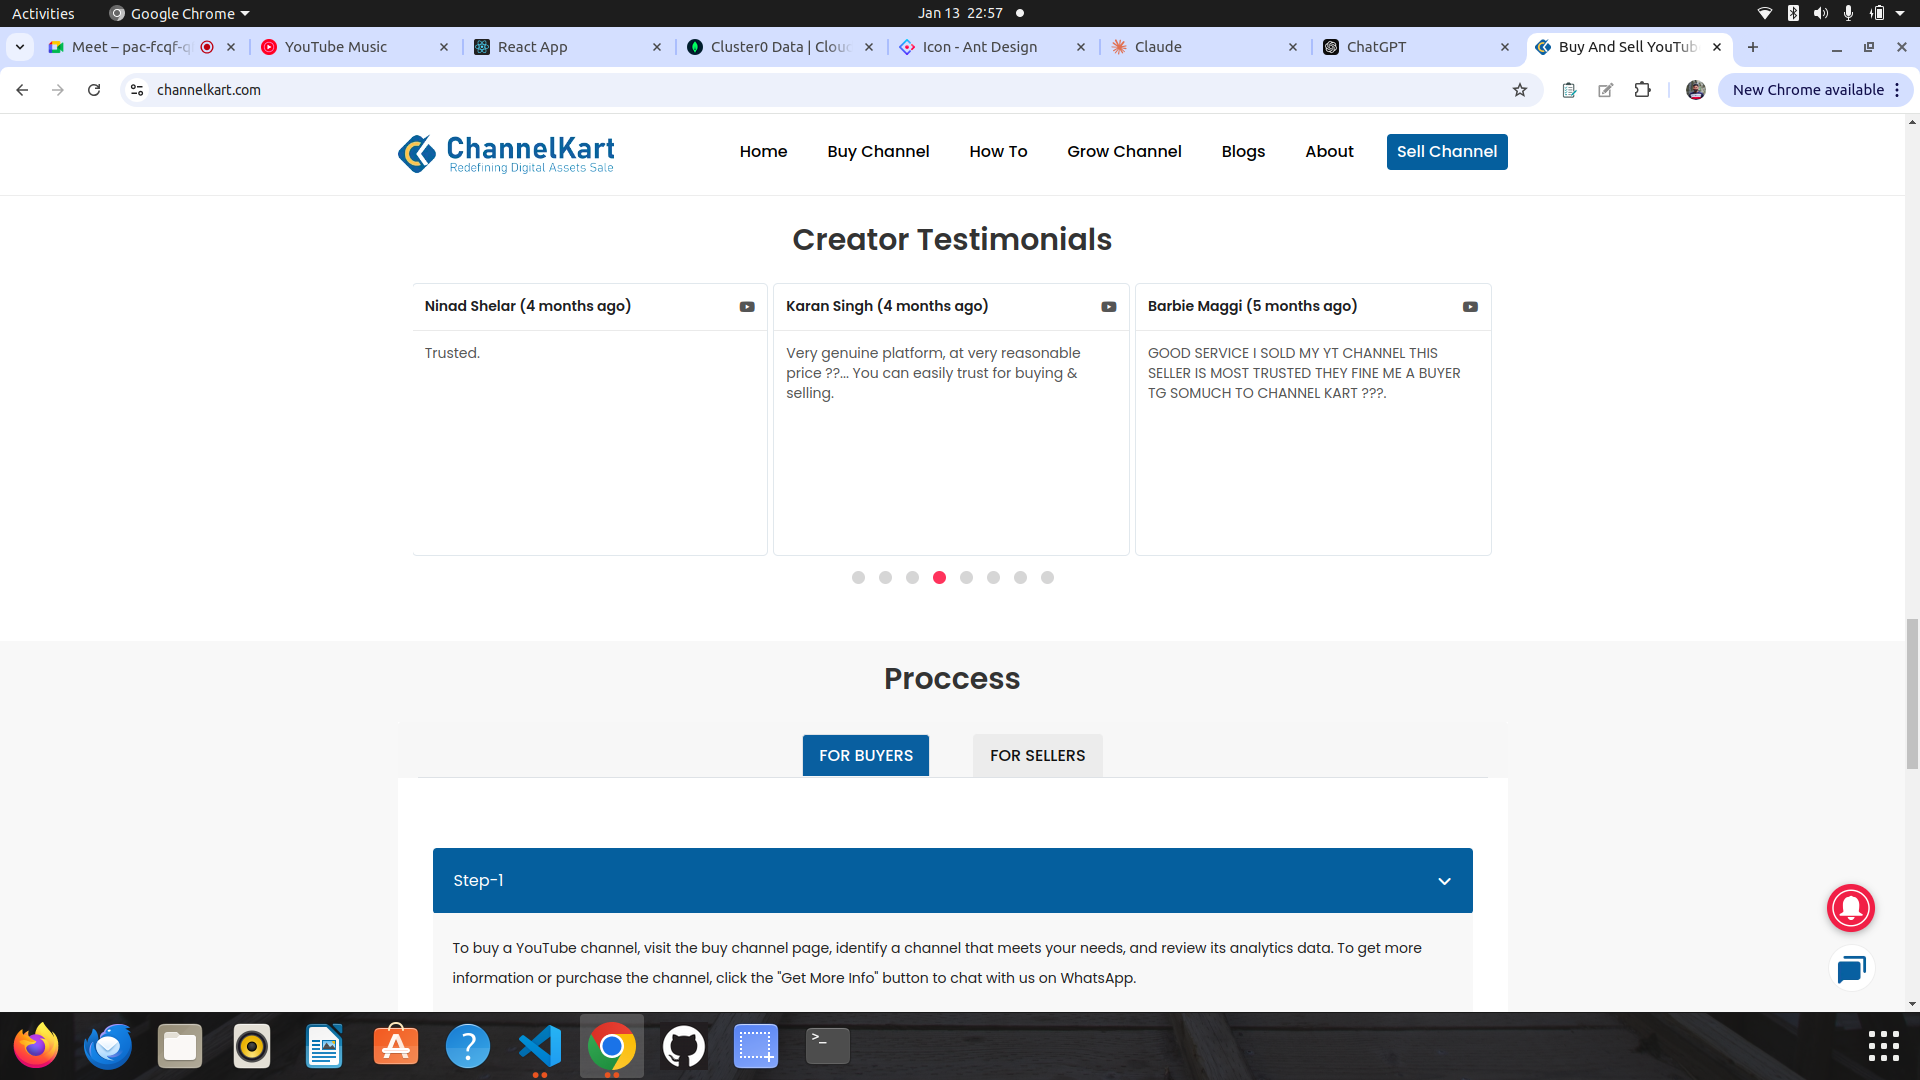 Activities
Google Chrome
Jan 13 22:57
Meet – pac-fcqf-q
YouTube Music
React App
Cluster0 Data | Clou
Icon - Ant Design
Claude
ChatGPT
Buy And Sell YouTub
channelkart.com
New Chrome available
ChannelKart
Redefining Digital Assets Sale
Home
Buy Channel
How To
Grow Channel
Blogs
About
Sell Channel
Creator Testimonials
Ninad Shelar (4 months ago)
Trusted.
Karan Singh (4 months ago)
Very genuine platform, at very reasonable
price ??... You can easily trust for buying &
selling.
Barbie Maggi (5 months ago)
GOOD SERVICE I SOLD MY YT CHANNEL THIS
SELLER IS MOST TRUSTED THEY FINE ME A BUYER
TG SOMUCH TO CHANNEL KART ???.
Proccess
FOR BUYERS
FOR SELLERS
Step-1
To buy a YouTube channel, visit the buy channel page, identify a channel that meets your needs, and review its analytics data. To get more
information or purchase the channel, click the "Get More Info" button to chat with us on WhatsApp.